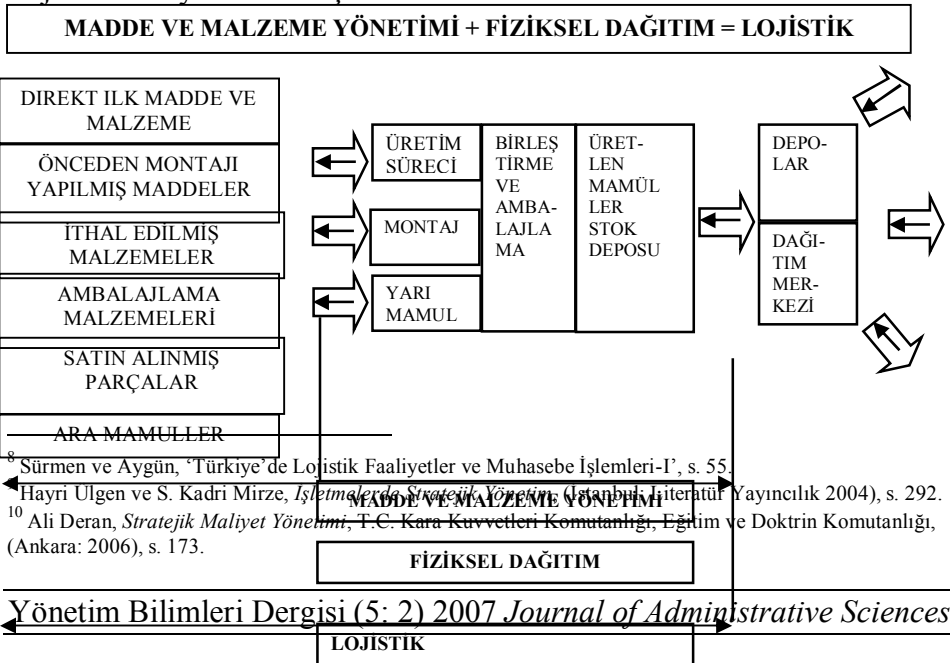 MADDE VE MALZEME YÖNETİMİ + FİZİKSEL DAĞITIM = LOJİSTİK
DIREKT ILK MADDE VE
MALZEME
ÖNCEDEN MONTAJI
YAPILMIŞ MADDELER
İTHAL EDİLMİŞ
MALZEMELER
AMBALAJLAMA
MALZEMELERİ
SATIN ALINMIŞ
PARÇALAR
ARA MAMULLER
ÜRETİM
SÜRECİ
MONTAJ
YARI
MAMUL
BİRLEŞ
TİRME
VE
AMBA-
LAJLA
MA
ÜRET-
LEN
MAMÜL
LER
STOK
DEPOSU
DEPO-
LAR
DAĞI-
TIM
MER-
KEZİ
8 Sürmen ve Aygün, ‘Türkiye’de Lojistik Faaliyetler ve Muhasebe İşlemleri-I’, s. 55.
Hayri Ülgen ve S. Kadri Mirze, İşletmelerde Stratejik Yönetim, (İstanbul: Literatür Yayıncılık 2004), s. 292.
MADDE VE MALZEME YÖNETİMİ
10 Ali Deran, Stratejik Maliyet Yönetimi, T.C. Kara Kuvvetleri Komutanlığı, Eğitim ve Doktrin Komutanlığı,
(Ankara: 2006), s. 173.
FİZİKSEL DAĞITIM
Yönetim Bilimleri Dergisi (5: 2) 2007 Journal of Administrative Sciences
LOJİSTİK